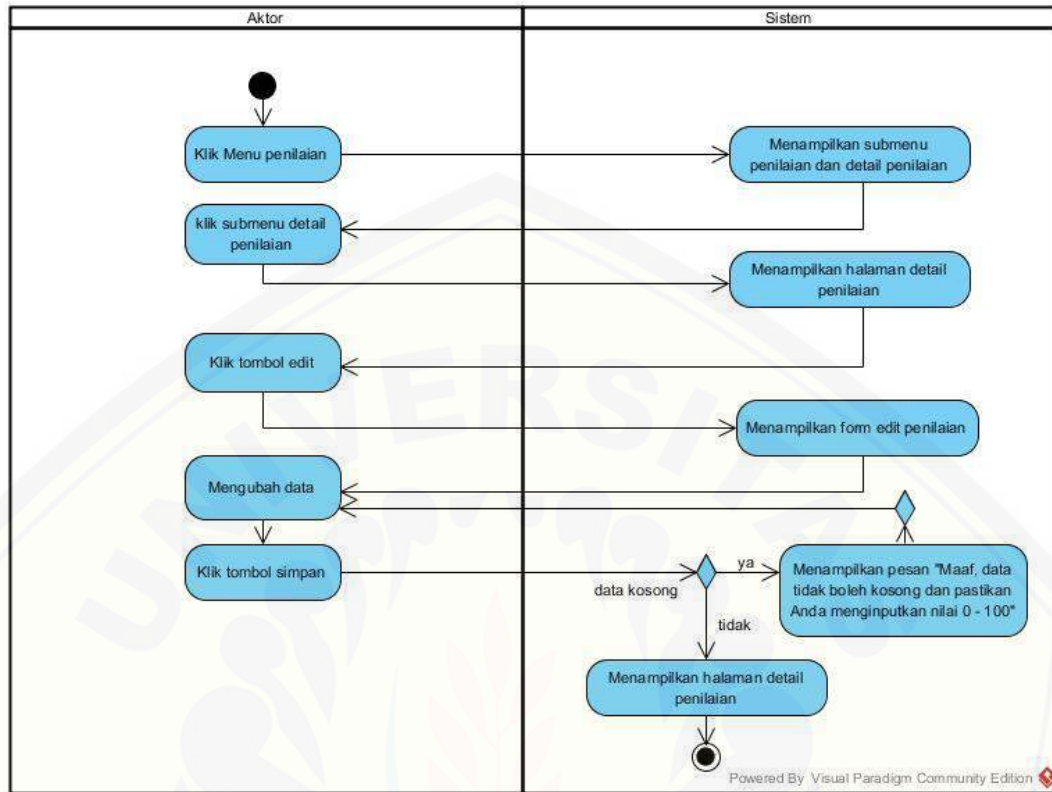 Aktor
Sistem
Klik Menu penilaian
Menampilkan submenu
penilaian dan detail penilaian
klik submenu detail
penilaian
Menampilkan halaman detail
penilaian
Klik tombol edit
Menampilkan form edit penilaian
Mengubah data
Klik tombol simpan
data kosong
ya
Menampilkan pesan "Maaf, data
tidak boleh kosong dan pastikan
Anda menginputkan nilai 0 - 100"
tidak
Menampilkan halaman detail
penilaian
UNIVERSITAS
Powered By Visual Paradigm Community Edition